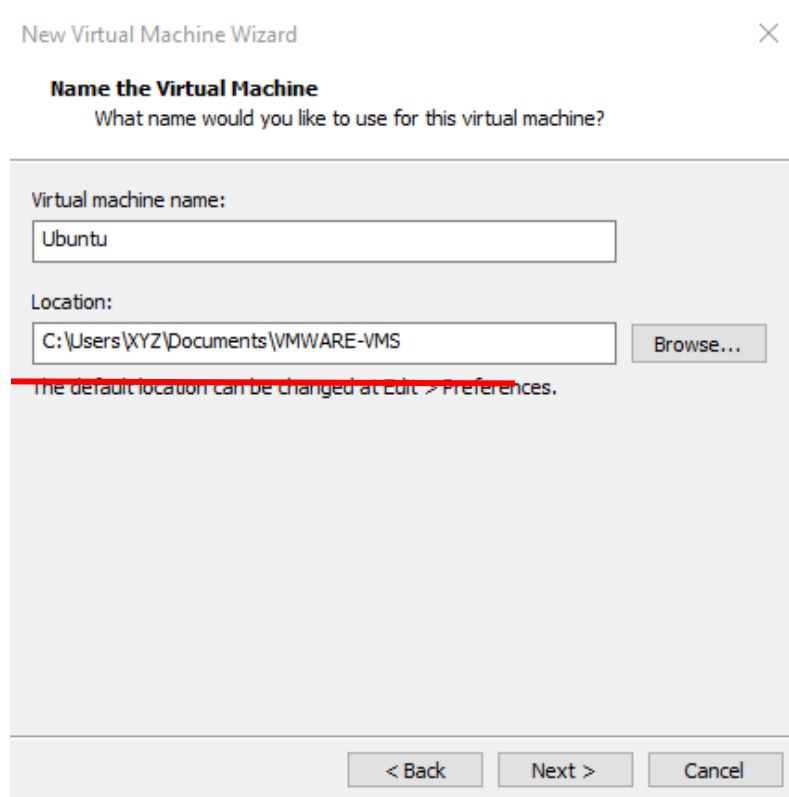 New Virtual Machine Wizard
Name the Virtual Machine
What name would you like to use for this virtual machine?
Virtual machine name:
Ubuntu
Location:
C:\Users\XYZ\Documents\VMWARE-VMS
Browse...
The default location can be changed at Edit > Preferences.
< Back Next > Cancel